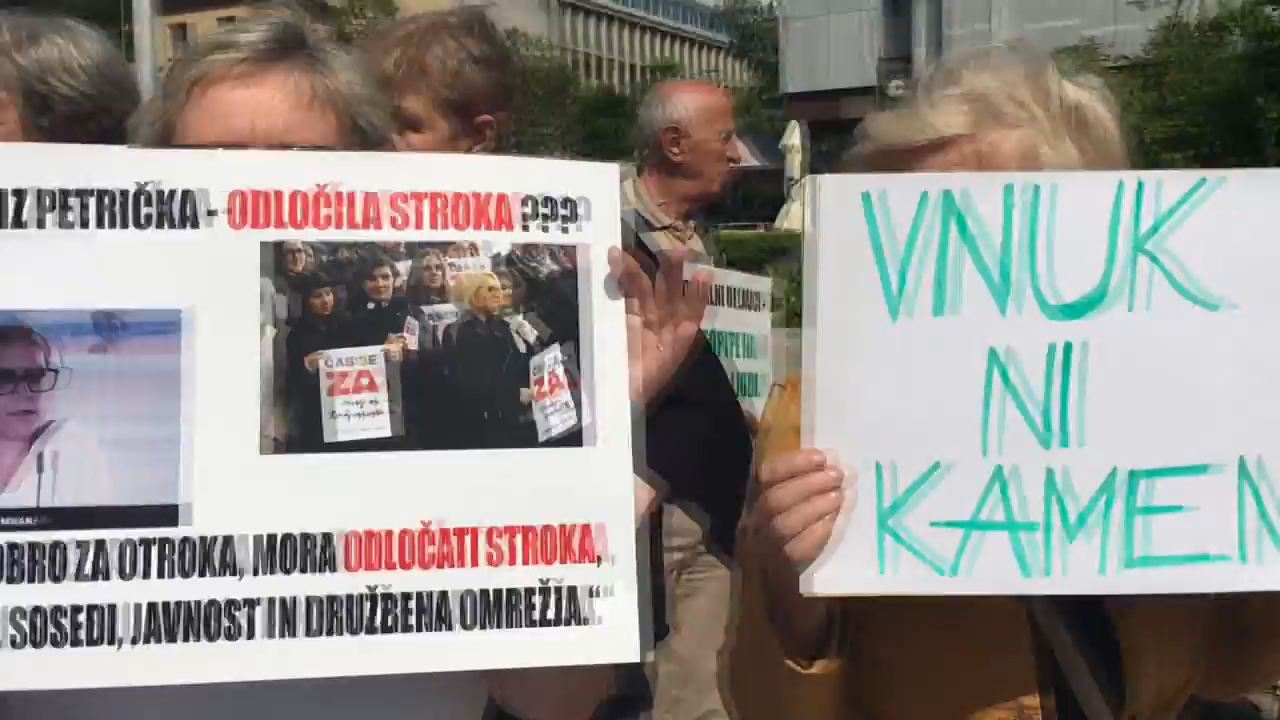 IZ PETRIČKA - ODLOČILA STROKA ???
ZA
ZA
OBRO ZA OTROKA, MORA ODLOČATI STROKA,
SOSEDI, JAVNOST IN DRUŽBENA OMREŽJA."
VNUK
NI
KAMEN